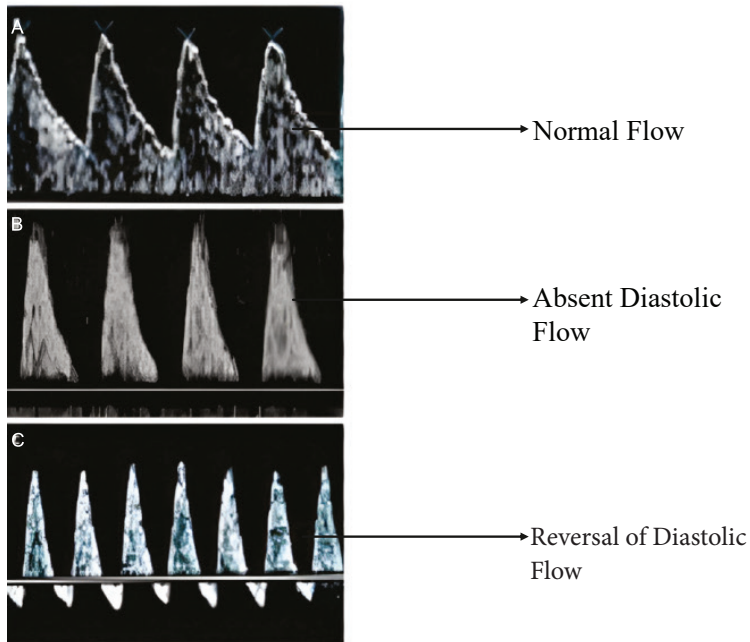 A
Normal Flow
B
Absent Diastolic
Flow
C
Reversal of Diastolic
Flow